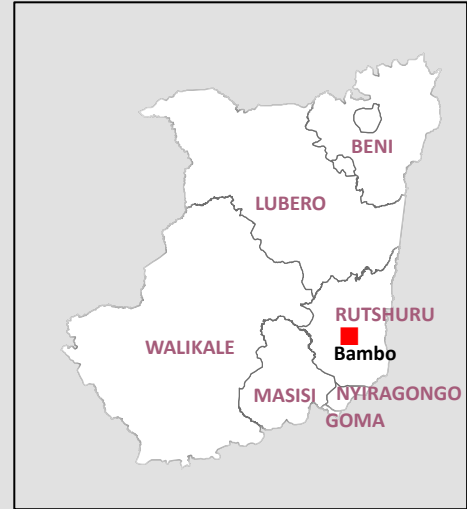 BENI
LUBERO
RUTSHURU
WALIKALE
Bambo
MASISI
NYIRAGONGO
GOMA